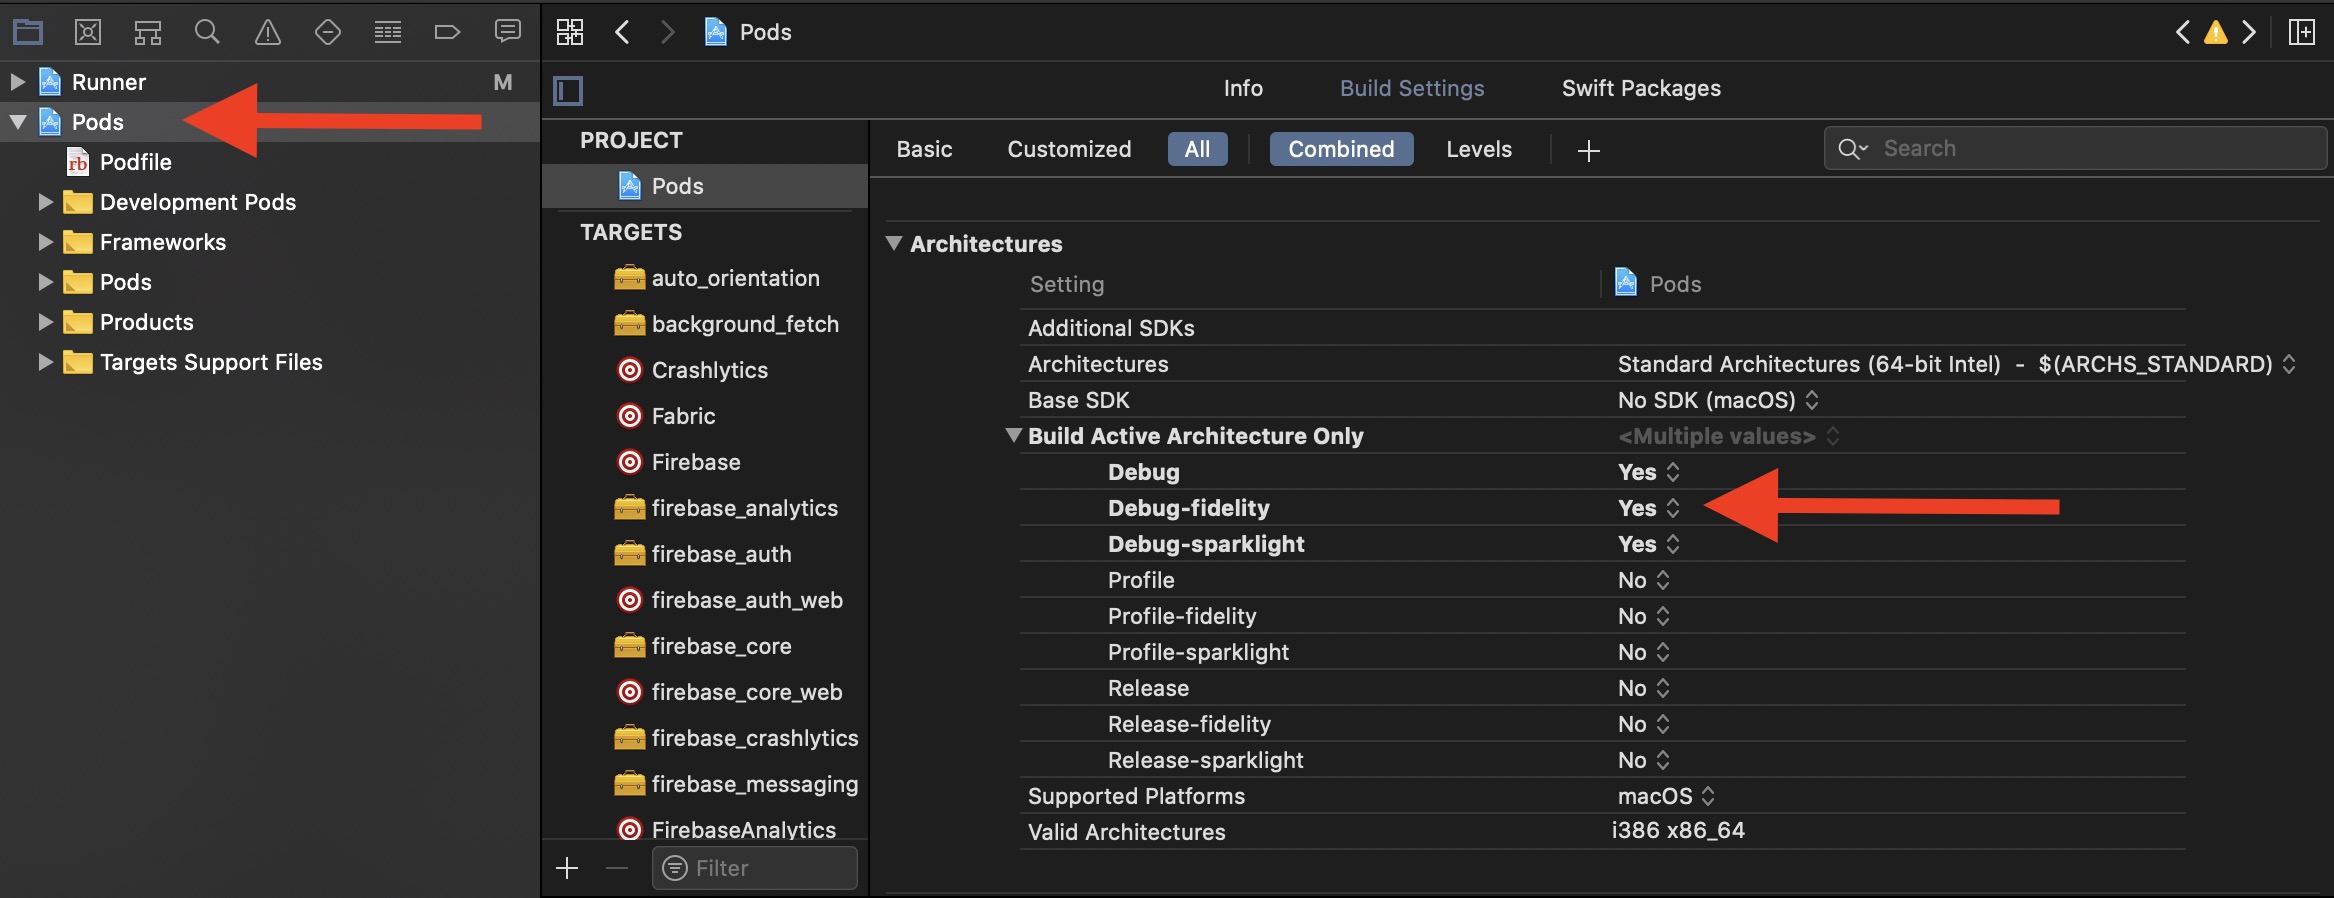 Runner M
Pods
Podfile
Development Pods
Frameworks
Pods
Products
Targets Support Files
Pods
Info Build Settings Swift Packages
PROJECT
Pods
TARGETS
auto_orientation
background_fetch
Crashlytics
Fabric
Firebase
firebase_analytics
firebase_auth
firebase_auth_web
firebase_core
firebase_core_web
firebase_crashlytics
firebase_messaging
FirebaseAnalytics
Filter
Basic Customized All Combined Levels Search
Architectures
Setting Pods
Additional SDKs
Architectures Standard Architectures (64-bit Intel) - $(ARCHS_STANDARD)
Base SDK No SDK (macOS)
Build Active Architecture Only <Multiple values>
Debug Yes
Debug-fidelity Yes
Debug-sparklight Yes
Profile No
Profile-fidelity No
Profile-sparklight No
Release No
Release-fidelity No
Release-sparklight No
Supported Platforms macOS
Valid Architectures i386 x86_64